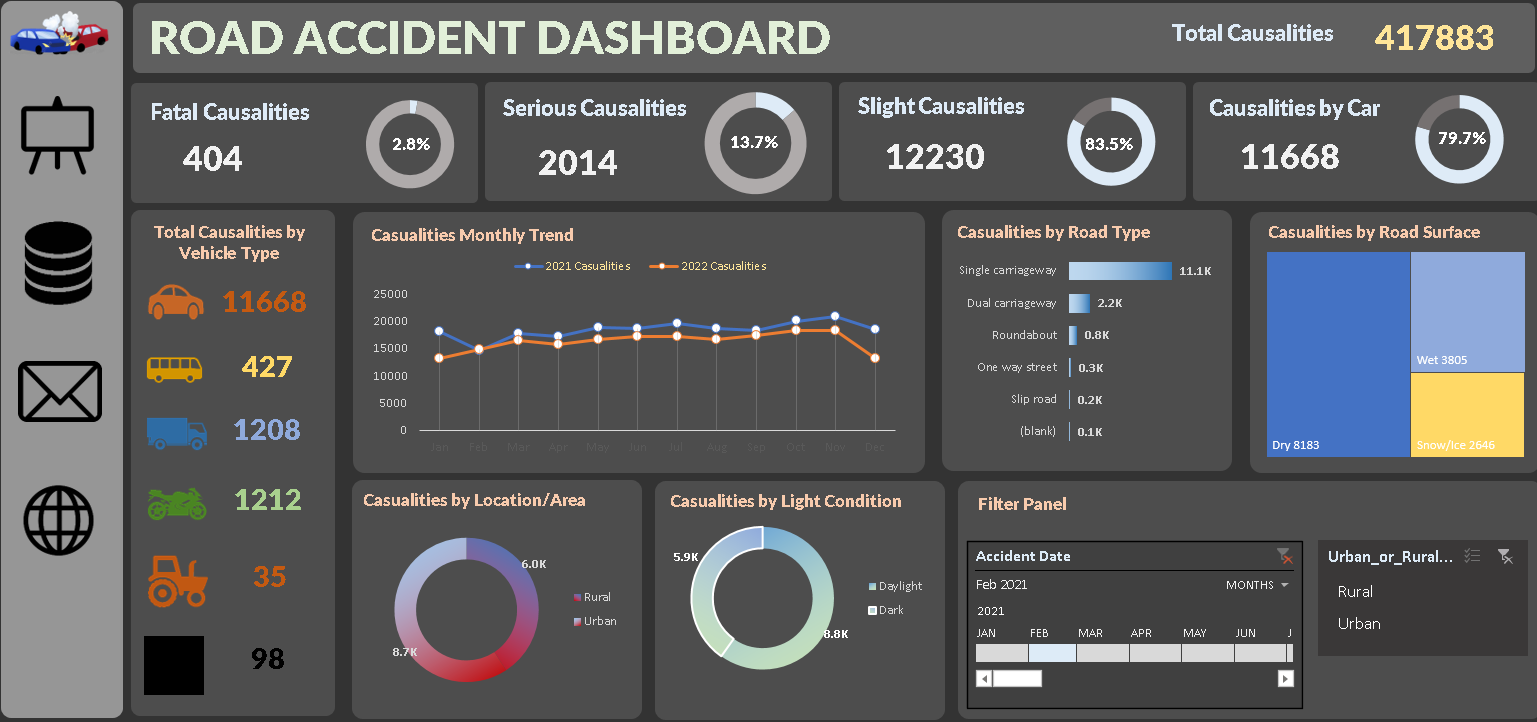 ROAD ACCIDENT DASHBOARD
Total Causalities
417883
Fatal Causalities
404
2.8%
Serious Causalities
2014
13.7%
Slight Causalities
12230
83.5%
Causalities by Car
11668
79.7%
Total Causalities by
Vehicle Type
11668
427
1208
1212
35
98
Casualities Monthly Trend
2021 Casualities
2022 Casualities
25000
20000
15000
10000
5000
0
Jan Feb Mar Apr May Jun Jul Aug Sep Oct Nov Dec
Casualities by Road Type
Single carriageway 11.1K
Dual carriageway 2.2K
Roundabout 0.8K
One way street 0.3K
Slip road 0.2K
(blank) 0.1K
Casualities by Road Surface
Wet 3805
Dry 8183
Snow/Ice 2646
Casualities by Location/Area
6.0K
8.7K
Rural
Urban
Casualities by Light Condition
5.9K
8.8K
Daylight
Dark
Filter Panel
Accident Date
Feb 2021
MONTHS
2021
JAN FEB MAR APR MAY JUN J
Urban_or_Rural...
Rural
Urban